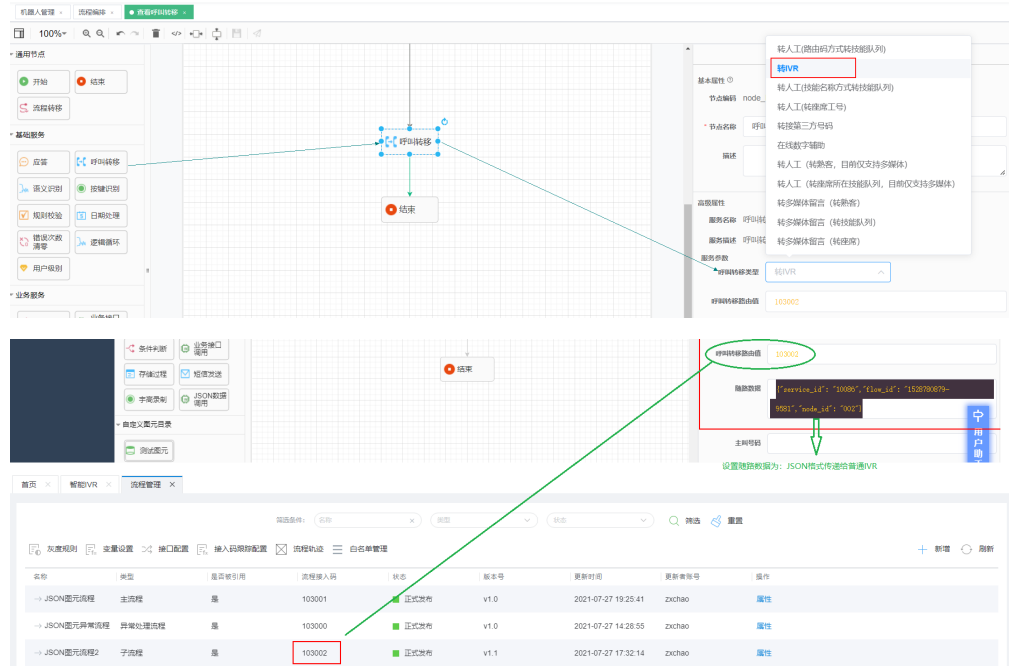 机器人管理 × 流程编排 × ● 查看呼叫转移 ×
100%
通用节点
开始 结束
流程转移
基础服务
应答 呼叫转移
语义识别 按键识别
规则校验 日期处理
错误次数清零 逻辑循环
用户级别
业务服务
呼叫转移
结束
转人工(路由码方式转技能队列)
转IVR
转人工(技能名称方式转技能队列)
转人工(转座席工号)
转接第三方号码
在线数字辅助
转人工（转熟客，目前仅支持多媒体）
转人工（转座席所在技能队列，目前仅支持多媒体）
转多媒体留言（转熟客）
转多媒体留言（转技能队列）
转多媒体留言（转座席）
基本属性
节点编码 node_
* 节点名称
描述
高级属性
服务名称 呼叫转
服务描述 呼叫转
服务参数
呼叫转移类型 转IVR
呼叫转移路由值 103002
条件判断 业务接口调用
存储过程 短信发送
字高录制 JSON数据调用
自定义图元目录
测试图元
结束
呼叫转移路由值 103002
随路数据 {"service_id": "10086","flow_id": "1528780879-
9581","node_id": "002"}
主叫号码
用户助
设置随路数据为：JSON格式传递给普通IVR
首页 × 智能IVR × 流程管理 ×
筛选条件： 名称 × 类型 状态 筛选 重置
灰度规则 变量设置 接口配置 接入码跟踪配置 流程轨迹 白名单管理 新增 刷新
名称 类型 是否被引用 流程接入码 状态 版本号 更新时间 更新者账号 操作
JSON图元流程 主流程 是 103001 正式发布 v1.0 2021-07-27 19:25:41 zxchao 属性
JSON图元异常流程 异常处理流程 是 103000 正式发布 v1.0 2021-07-27 14:28:55 zxchao 属性
JSON图元流程2 子流程 是 103002 正式发布 v1.1 2021-07-27 17:32:14 zxchao 属性